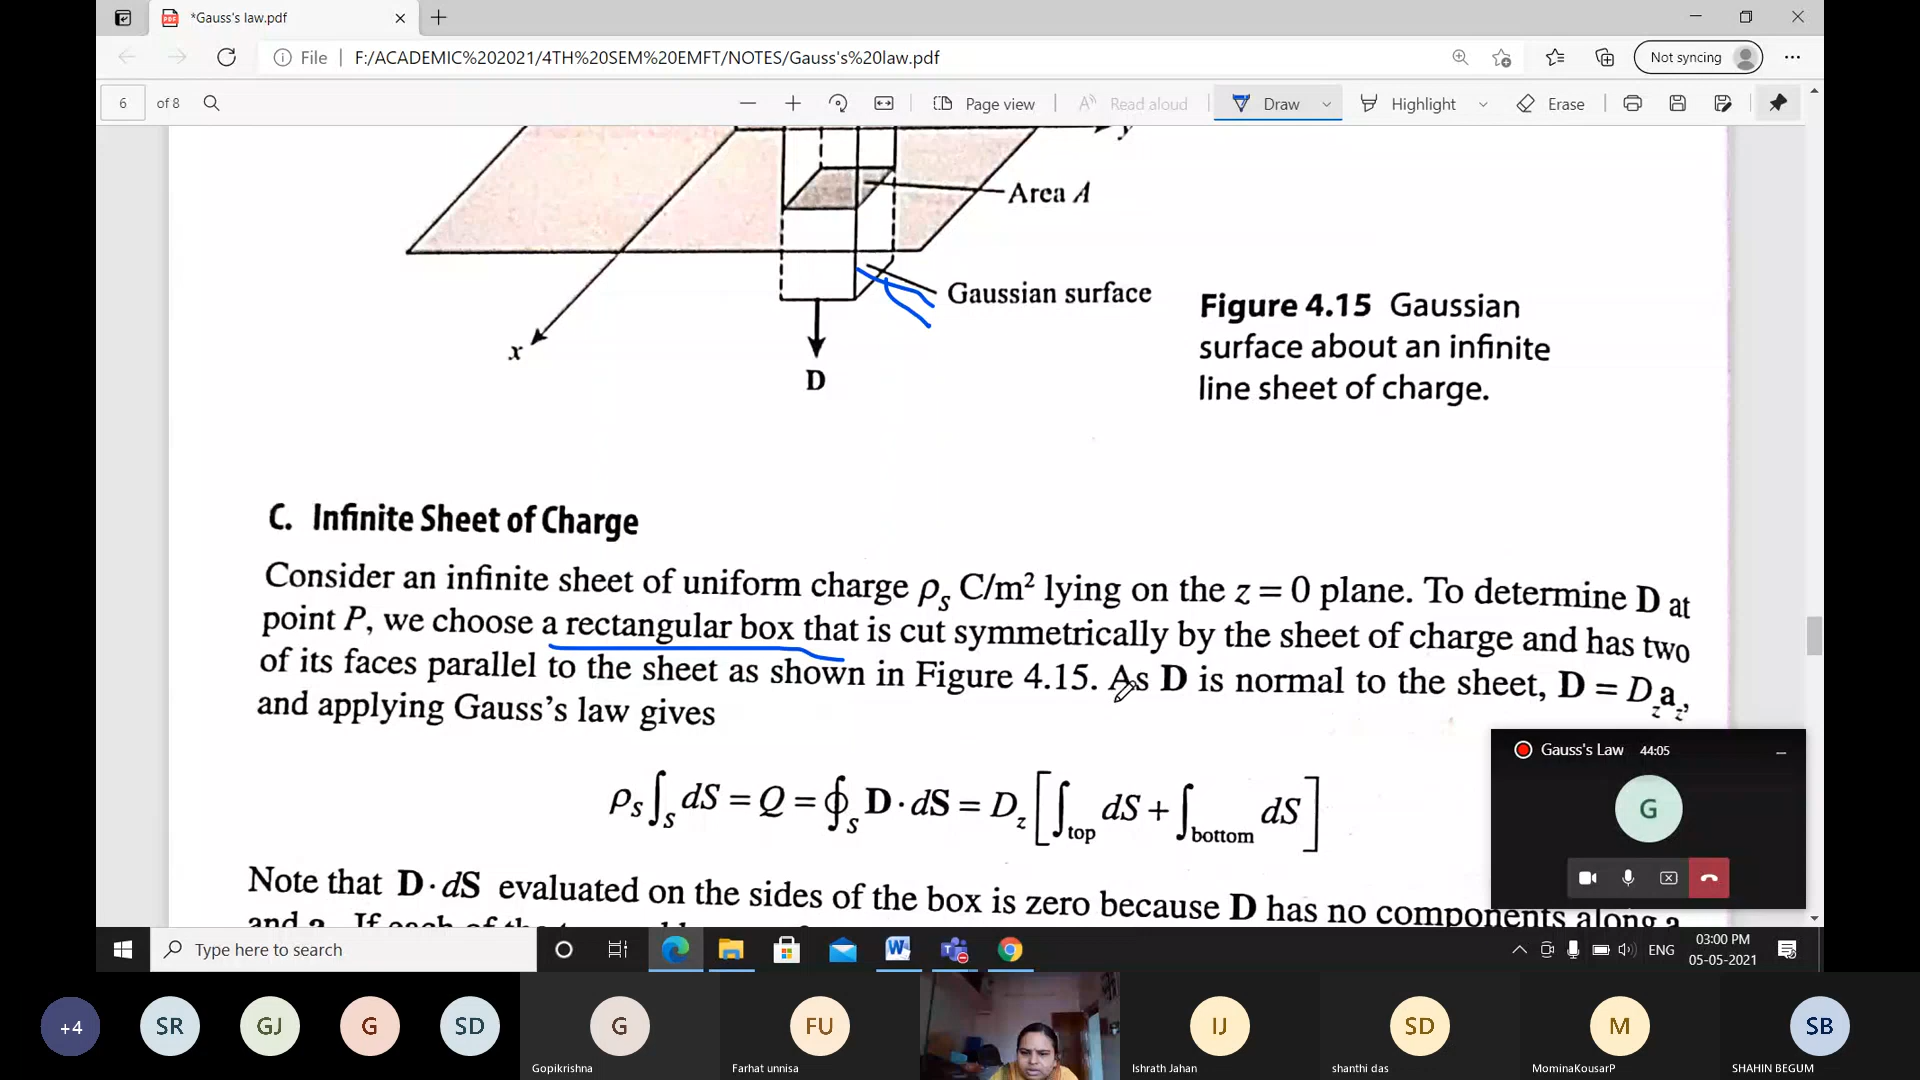 *Gauss's law.pdf
File F:/ACADEMIC%202021/4TH%20SEM%20EMFT/NOTES/Gauss's%20law.pdf
Not syncing
6 of 8
Page view
Read aloud
Draw
Highlight
Erase
y
Area A
Gaussian surface
x
D
Figure 4.15 Gaussian
surface about an infinite
line sheet of charge.
C. Infinite Sheet of Charge
Consider an infinite sheet of uniform charge ρₛ C/m² lying on the z = 0 plane. To determine D at
point P, we choose a rectangular box that is cut symmetrically by the sheet of charge and has two
of its faces parallel to the sheet as shown in Figure 4.15. As D is normal to the sheet, D = D_z a_z,
and applying Gauss's law gives
ρₛ ∫_S dS = Q = ∮_S D · dS = D_z [∫_top dS + ∫_bottom dS]
Note that D · dS evaluated on the sides of the box is zero because D has no components along a
Gauss's Law 44:05
G
Type here to search
ENG
03:00 PM
05-05-2021
+4
SR
GJ
G
SD
G
Gopikrishna
FU
Farhat unnisa
IJ
Ishrath Jahan
SD
shanthi das
M
MominaKousarP
SB
SHAHIN BEGUM